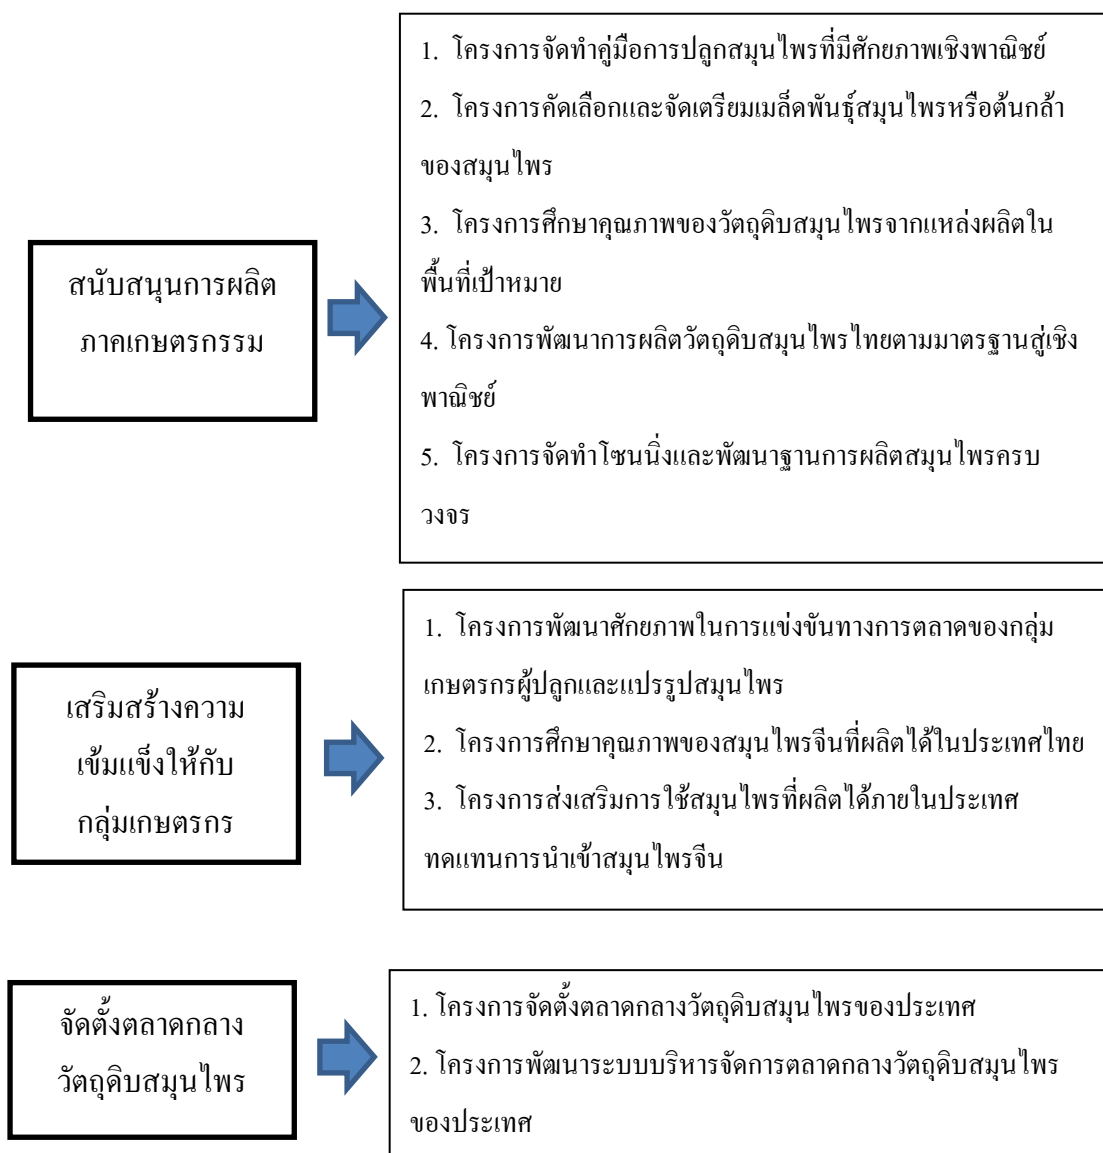 สนับสนุนการผลิต
ภาคเกษตรกรรม
1. โครงการจัดทำคู่มือการปลูกสมุนไพรที่มีศักยภาพเชิงพาณิชย์
2. โครงการคัดเลือกและจัดเตรียมเมล็ดพันธุ์สมุนไพรหรือต้นกล้า
ของสมุนไพร
3. โครงการศึกษาคุณภาพของวัตถุดิบสมุนไพรจากแหล่งผลิตใน
พื้นที่เป้าหมาย
4. โครงการพัฒนาการผลิตวัตถุดิบสมุนไพรไทยตามมาตรฐานสู่เชิง
พาณิชย์
5. โครงการจัดทำโซนนิ่งและพัฒนาฐานการผลิตสมุนไพรครบ
วงจร
เสริมสร้างความ
เข้มแข็งให้กับ
กลุ่มเกษตรกร
1. โครงการพัฒนาศักยภาพในการแข่งขันทางการตลาดของกลุ่ม
เกษตรกรผู้ปลูกและแปรรูปสมุนไพร
2. โครงการศึกษาคุณภาพของสมุนไพรจีนที่ผลิตได้ในประเทศไทย
3. โครงการส่งเสริมการใช้สมุนไพรที่ผลิตได้ภายในประเทศ
ทดแทนการนำเข้าสมุนไพรจีน
จัดตั้งตลาดกลาง
วัตถุดิบสมุนไพร
1. โครงการจัดตั้งตลาดกลางวัตถุดิบสมุนไพรของประเทศ
2. โครงการพัฒนาระบบบริหารจัดการตลาดกลางวัตถุดิบสมุนไพร
ของประเทศ